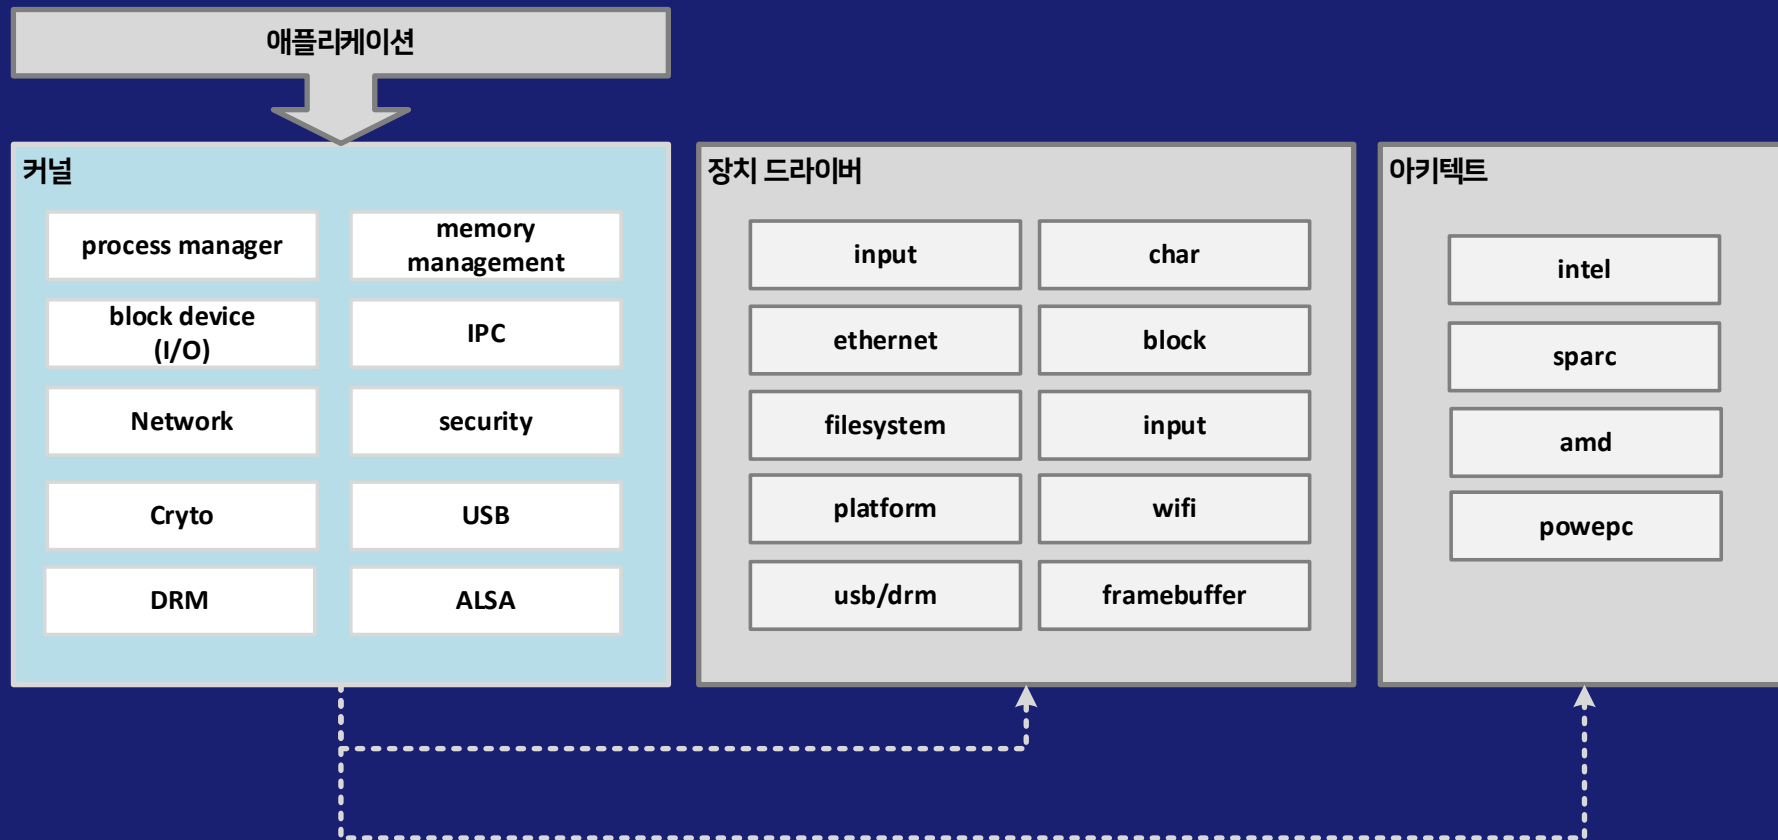 애플리케이션
커널
process manager
memory
management
block device
(I/O)
IPC
Network
security
Cryto
USB
DRM
ALSA
장치 드라이버
input
char
ethernet
block
filesystem
input
platform
wifi
usb/drm
framebuffer
아키텍트
intel
sparc
amd
powepc